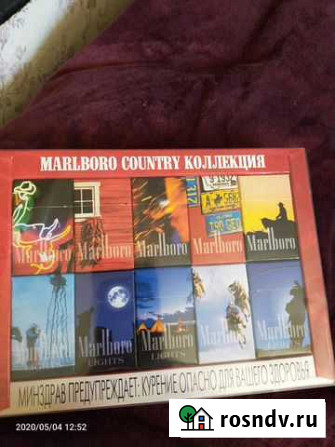 MARLBORO COUNTRY КОЛЛЕКЦИЯ
Marlboro Marlboro Marlboro Marlboro Marlboro
Marlboro Marlboro Marlboro Marlboro Marlboro
LIGHTS LIGHTS LIGHTS
МИНЗДРАВ ПРЕДУПРЕЖДАЕТ: КУРЕНИЕ ОПАСНО ДЛЯ ВАШЕГО ЗДОРОВЬЯ
2020/05/04 12:52
rosndv.ru